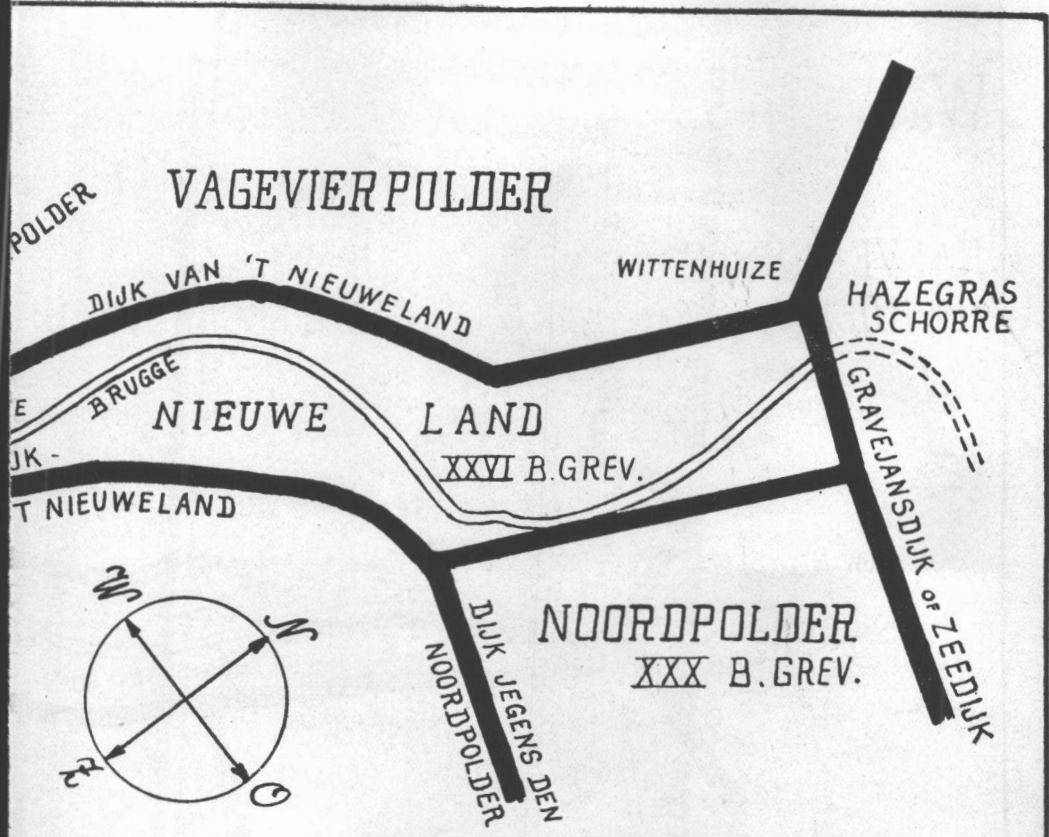 VAGEVIER POLDER
POLDER
DIJK VAN 'T NIEUWELAND
WITTENHUIZE
HAZEGRAS
SCHORRE
E BRUGGE
NIEUWE LAND
XXVI B. GREV.
JK -
T NIEUWELAND
GRAVEJANSDIJK OF ZEEDIJK
NOORDPOLDER
XXX B. GREV.
DIJK JEGENS DEN
NOORDPOLDER
W
N
Z
O